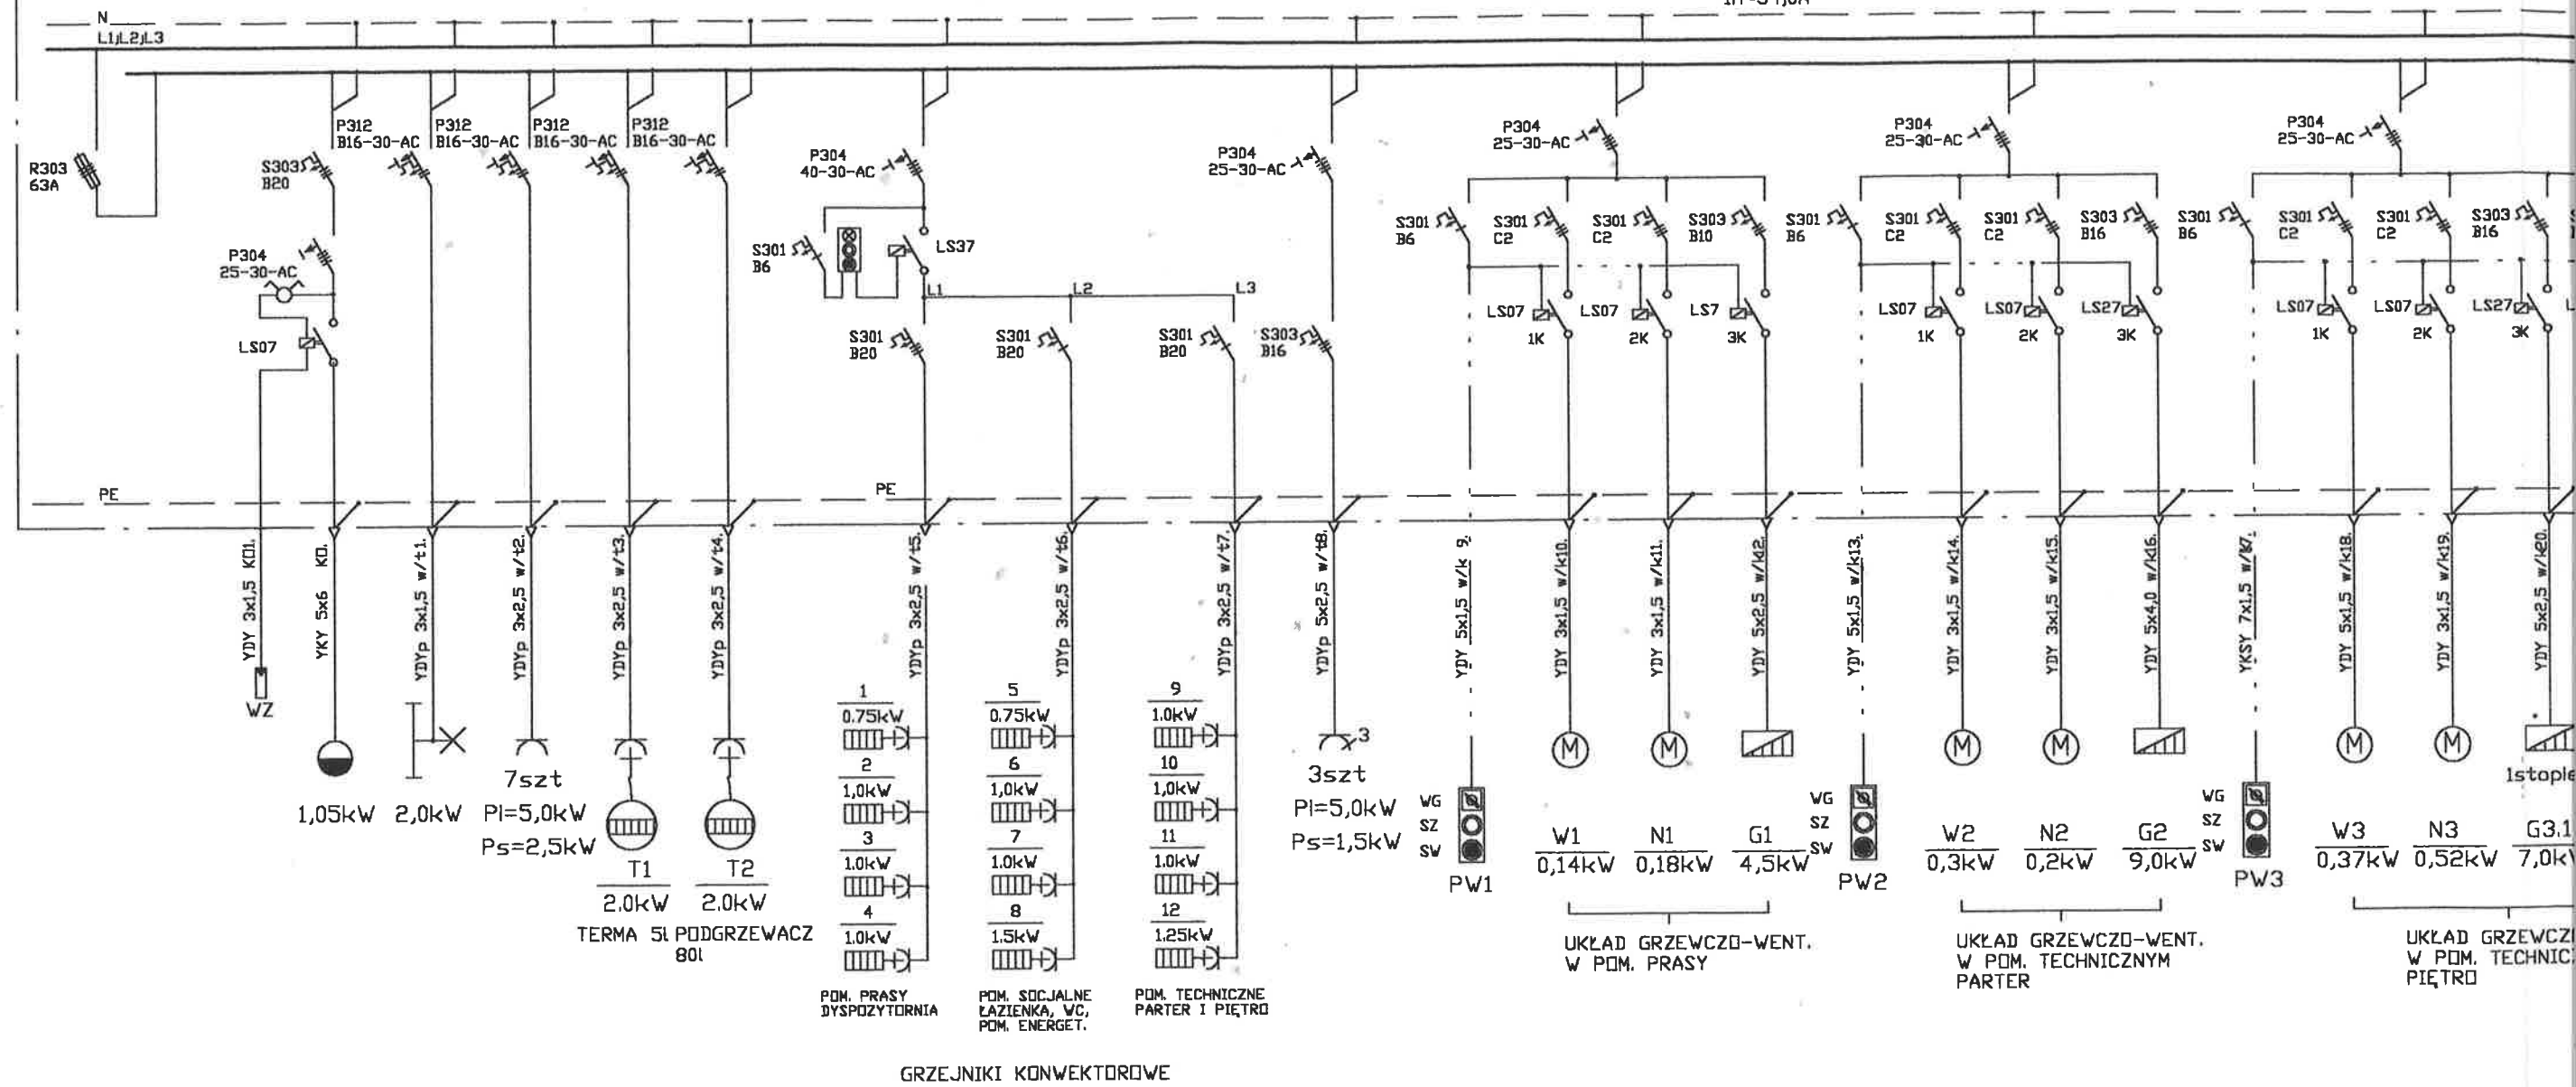 N
L1,L2,L3
R303
63A
S303
B20
P304
25-30-AC
LS07
P312
B16-30-AC
P312
B16-30-AC
P312
B16-30-AC
P312
B16-30-AC
P304
40-30-AC
S301
B6
LS37
L1
L2
L3
S301
B20
S301
B20
S301
B20
P304
25-30-AC
S303
B16
P304
25-30-AC
S301
B6
S301
C2
S301
C2
S303
B10
LS07
1K
LS07
2K
LS7
3K
P304
25-30-AC
S301
B6
S301
C2
S301
C2
S303
B16
LS07
1K
LS07
2K
LS27
3K
P304
25-30-AC
S301
B6
S301
C2
S301
C2
S303
B16
LS07
1K
LS07
2K
LS27
3K
PE
PE
YDY 3x1,5 K01.
YKY 5x6 K0.
YDYp 3x1,5 w/t1.
YDYp 3x2,5 w/t2.
YDYp 3x2,5 w/t3.
YDYp 3x2,5 w/t4.
YDYp 3x2,5 w/t5.
YDYp 3x2,5 w/t6.
YDYp 3x2,5 w/t7.
YDYp 5x2,5 w/t8.
YDY 5x1,5 w/k 9.
YDY 3x1,5 w/k10.
YDY 3x1,5 w/k11.
YDY 5x2,5 w/k12.
YDY 5x1,5 w/k13.
YDY 3x1,5 w/k14.
YDY 3x1,5 w/k15.
YDY 5x4,0 w/k16.
YKSY 7x1,5
YDY 5x1,5 w/k18.
YDY 3x1,5 w/k19.
YDY 5x2,5 w/k20.
WZ
1,05kW
2,0kW
7szt
PI=5,0kW
Ps=2,5kW
T1
2.0kW
T2
2.0kW
TERMA 5l PODGRZEWACZ
80l
1
0.75kW
2
1,0kW
3
1.0kW
4
1.0kW
POM. PRASY
DYSPOZYTORNIA
5
0.75kW
6
1,0kW
7
1.0kW
8
1.5kW
POM. SOCJALNE
ŁAZIENKA, WC,
POM. ENERGET.
9
1.0kW
10
1,0kW
11
1.0kW
12
1.25kW
POM. TECHNICZNE
PARTER I PIĘTRO
GRZEJNIKI KONWEKTOROWE
3
3szt
PI=5,0kW
Ps=1,5kW
WG
SZ
SW
PW1
M
W1
0,14kW
M
N1
0,18kW
G1
4,5kW
UKŁAD GRZEWCZO-WENT.
W POM. PRASY
WG
SZ
SW
PW2
M
W2
0,3kW
M
N2
0,2kW
G2
9,0kW
UKŁAD GRZEWCZO-WENT.
W POM. TECHNICZNYM
PARTER
WG
SZ
SW
PW3
M
W3
0,37kW
M
N3
0,52kW
1stopie
G3.1
7,0k
UKŁAD GRZEWCZ
W POM. TECHNIC
PIĘTRO